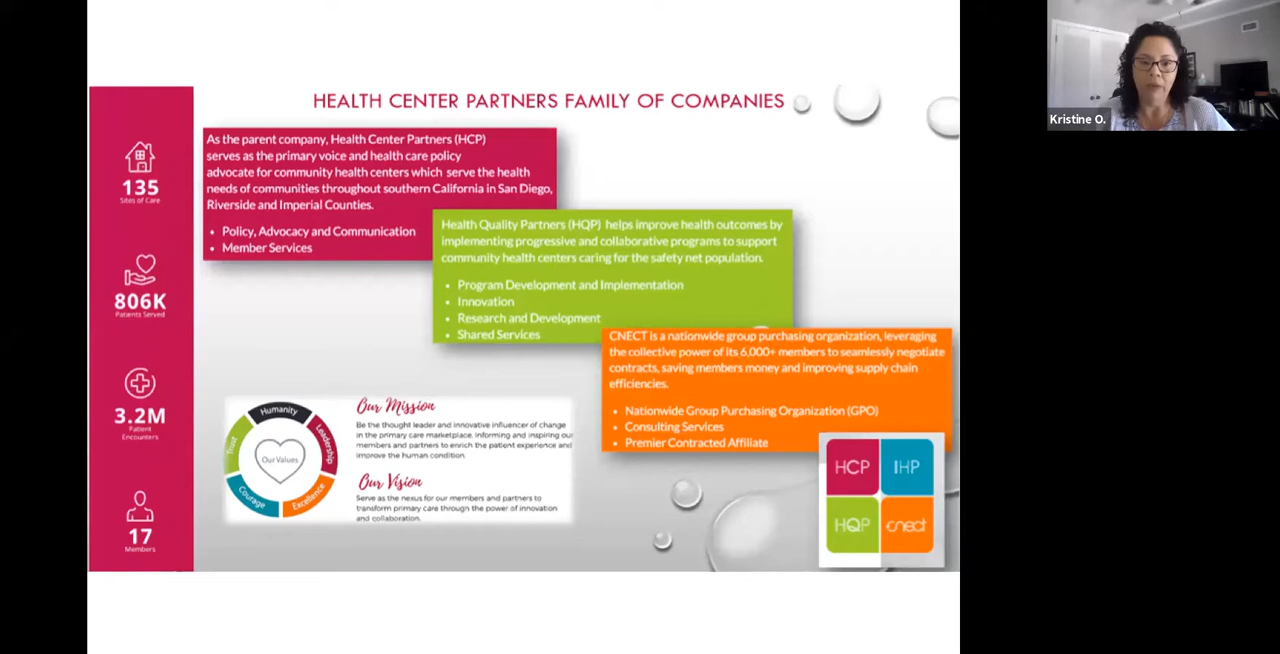 HEALTH CENTER PARTNERS FAMILY OF COMPANIES
Kristine O.
135
Sites of Care
806K
Patients Served
3.2M
Patient
Encounters
17
Members
As the parent company, Health Center Partners (HCP)
serves as the primary voice and health care policy
advocate for community health centers which serve the health
needs of communities throughout southern California in San Diego,
Riverside and Imperial Counties.
• Policy, Advocacy and Communication
• Member Services
Health Quality Partners (HQP) helps improve health outcomes by
implementing progressive and collaborative programs to support
community health centers caring for the safety net population.
• Program Development and Implementation
• Innovation
• Research and Development
• Shared Services
CNECT is a nationwide group purchasing organization, leveraging
the collective power of its 6,000+ members to seamlessly negotiate
contracts, saving members money and improving supply chain
efficiencies.
• Nationwide Group Purchasing Organization (GPO)
• Consulting Services
• Premier Contracted Affiliate
Humanity
Leadership
Excellence
Courage
Trust
Our Values
Our Mission
Be the thought leader and innovative influencer of change
in the primary care marketplace. Informing and inspiring our
members and partners to enrich the patient experience and
improve the human condition.
Our Vision
Serve as the nexus for our members and partners to
transform primary care through the power of innovation
and collaboration.
HCP
IHP
HQP
cnect